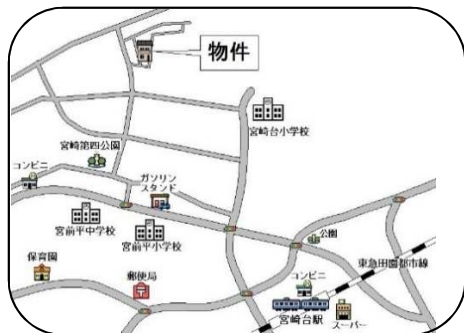 物件
宮崎台小学校
宮崎第四公園
コンビニ
ガソリン
スタンド
宮前平中学校
宮前平小学校
公園
保育園
郵便局
東急田園都市線
コンビニ
宮崎台駅
スーパー